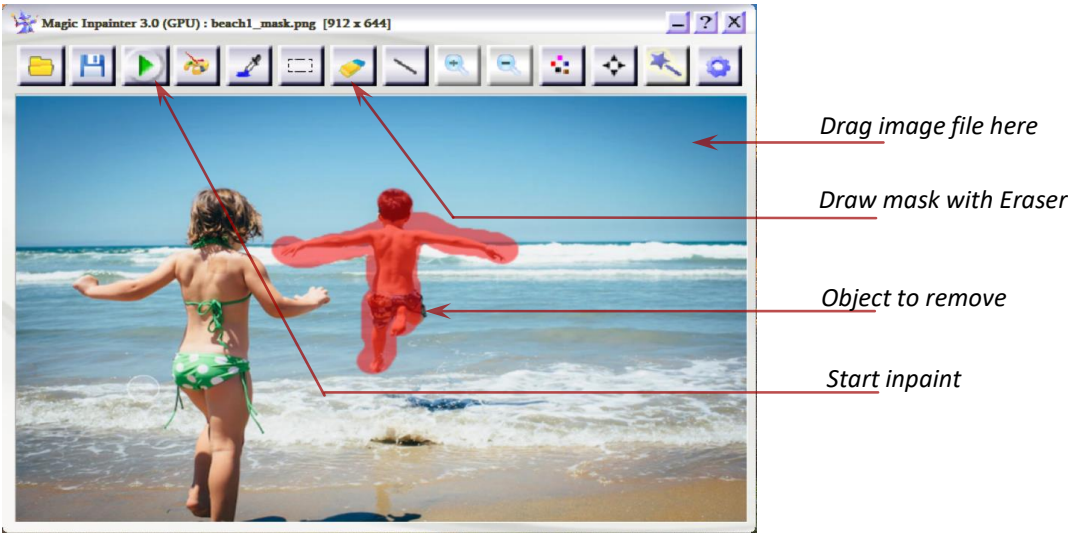 Magic Inpainter 3.0 (GPU) : beach1_mask.png [912 x 644]
Drag image file here
Draw mask with Eraser
Object to remove
Start inpaint